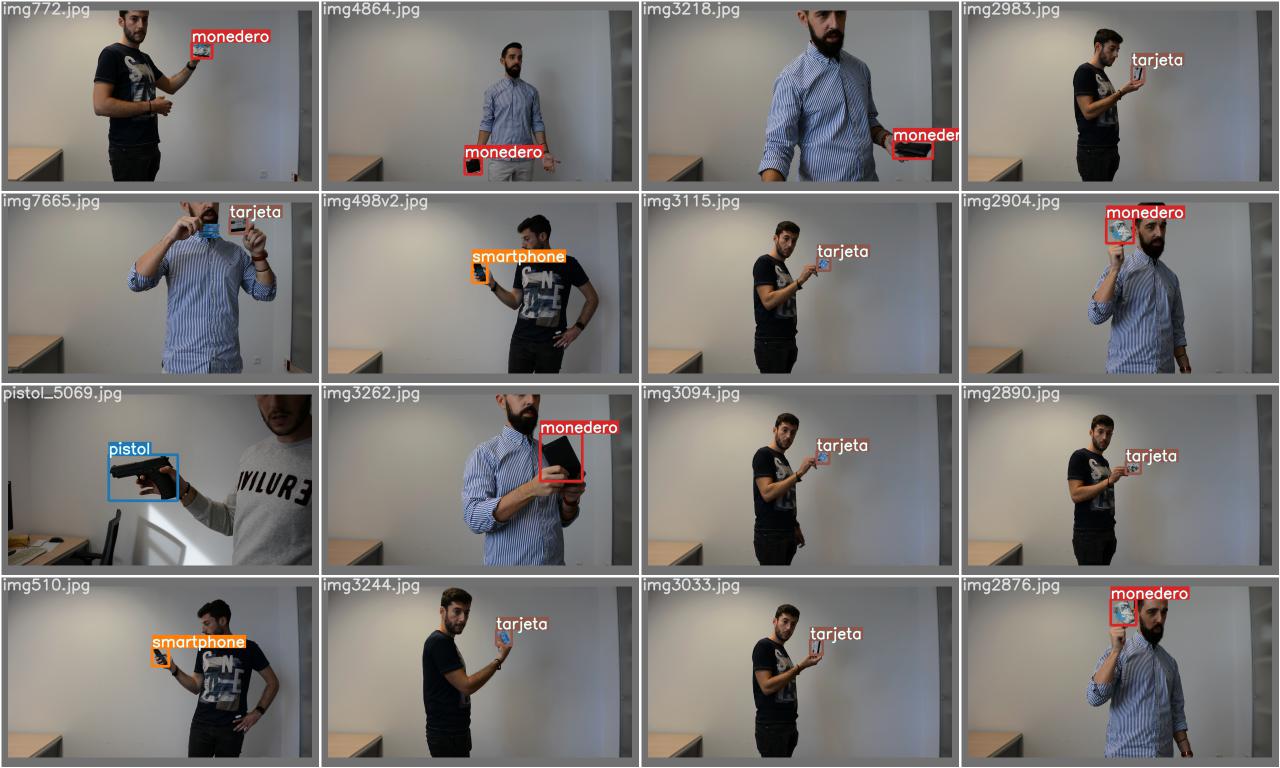 img772.jpg
monedero
img4864.jpg
monedero
img3218.jpg
moneder
img2983.jpg
tarjeta
img7665.jpg
tarjeta
img498v2.jpg
smartphone
img3115.jpg
tarjeta
img2904.jpg
monedero
pistol_5069.jpg
pistol
img3262.jpg
monedero
img3094.jpg
tarjeta
img2890.jpg
tarjeta
img510.jpg
smartphone
img3244.jpg
tarjeta
img3033.jpg
tarjeta
img2876.jpg
monedero